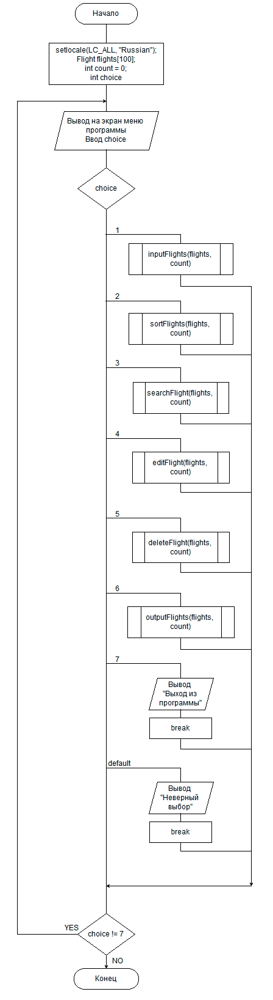 Начало
setlocale(LC_ALL, "Russian");
Flight flights[100];
int count = 0;
int choice
Вывод на экран меню
программы
Ввод choice
choice
1
inputFlights(flights,
count)
2
sortFlights(flights,
count)
3
searchFlight(flights,
count)
4
editFlight(flights,
count)
5
deleteFlight(flights,
count)
6
outputFlights(flights,
count)
7
Вывод
"Выход из
программы"
break
default
Вывод
"Неверный
выбор"
break
YES
choice != 7
NO
Конец